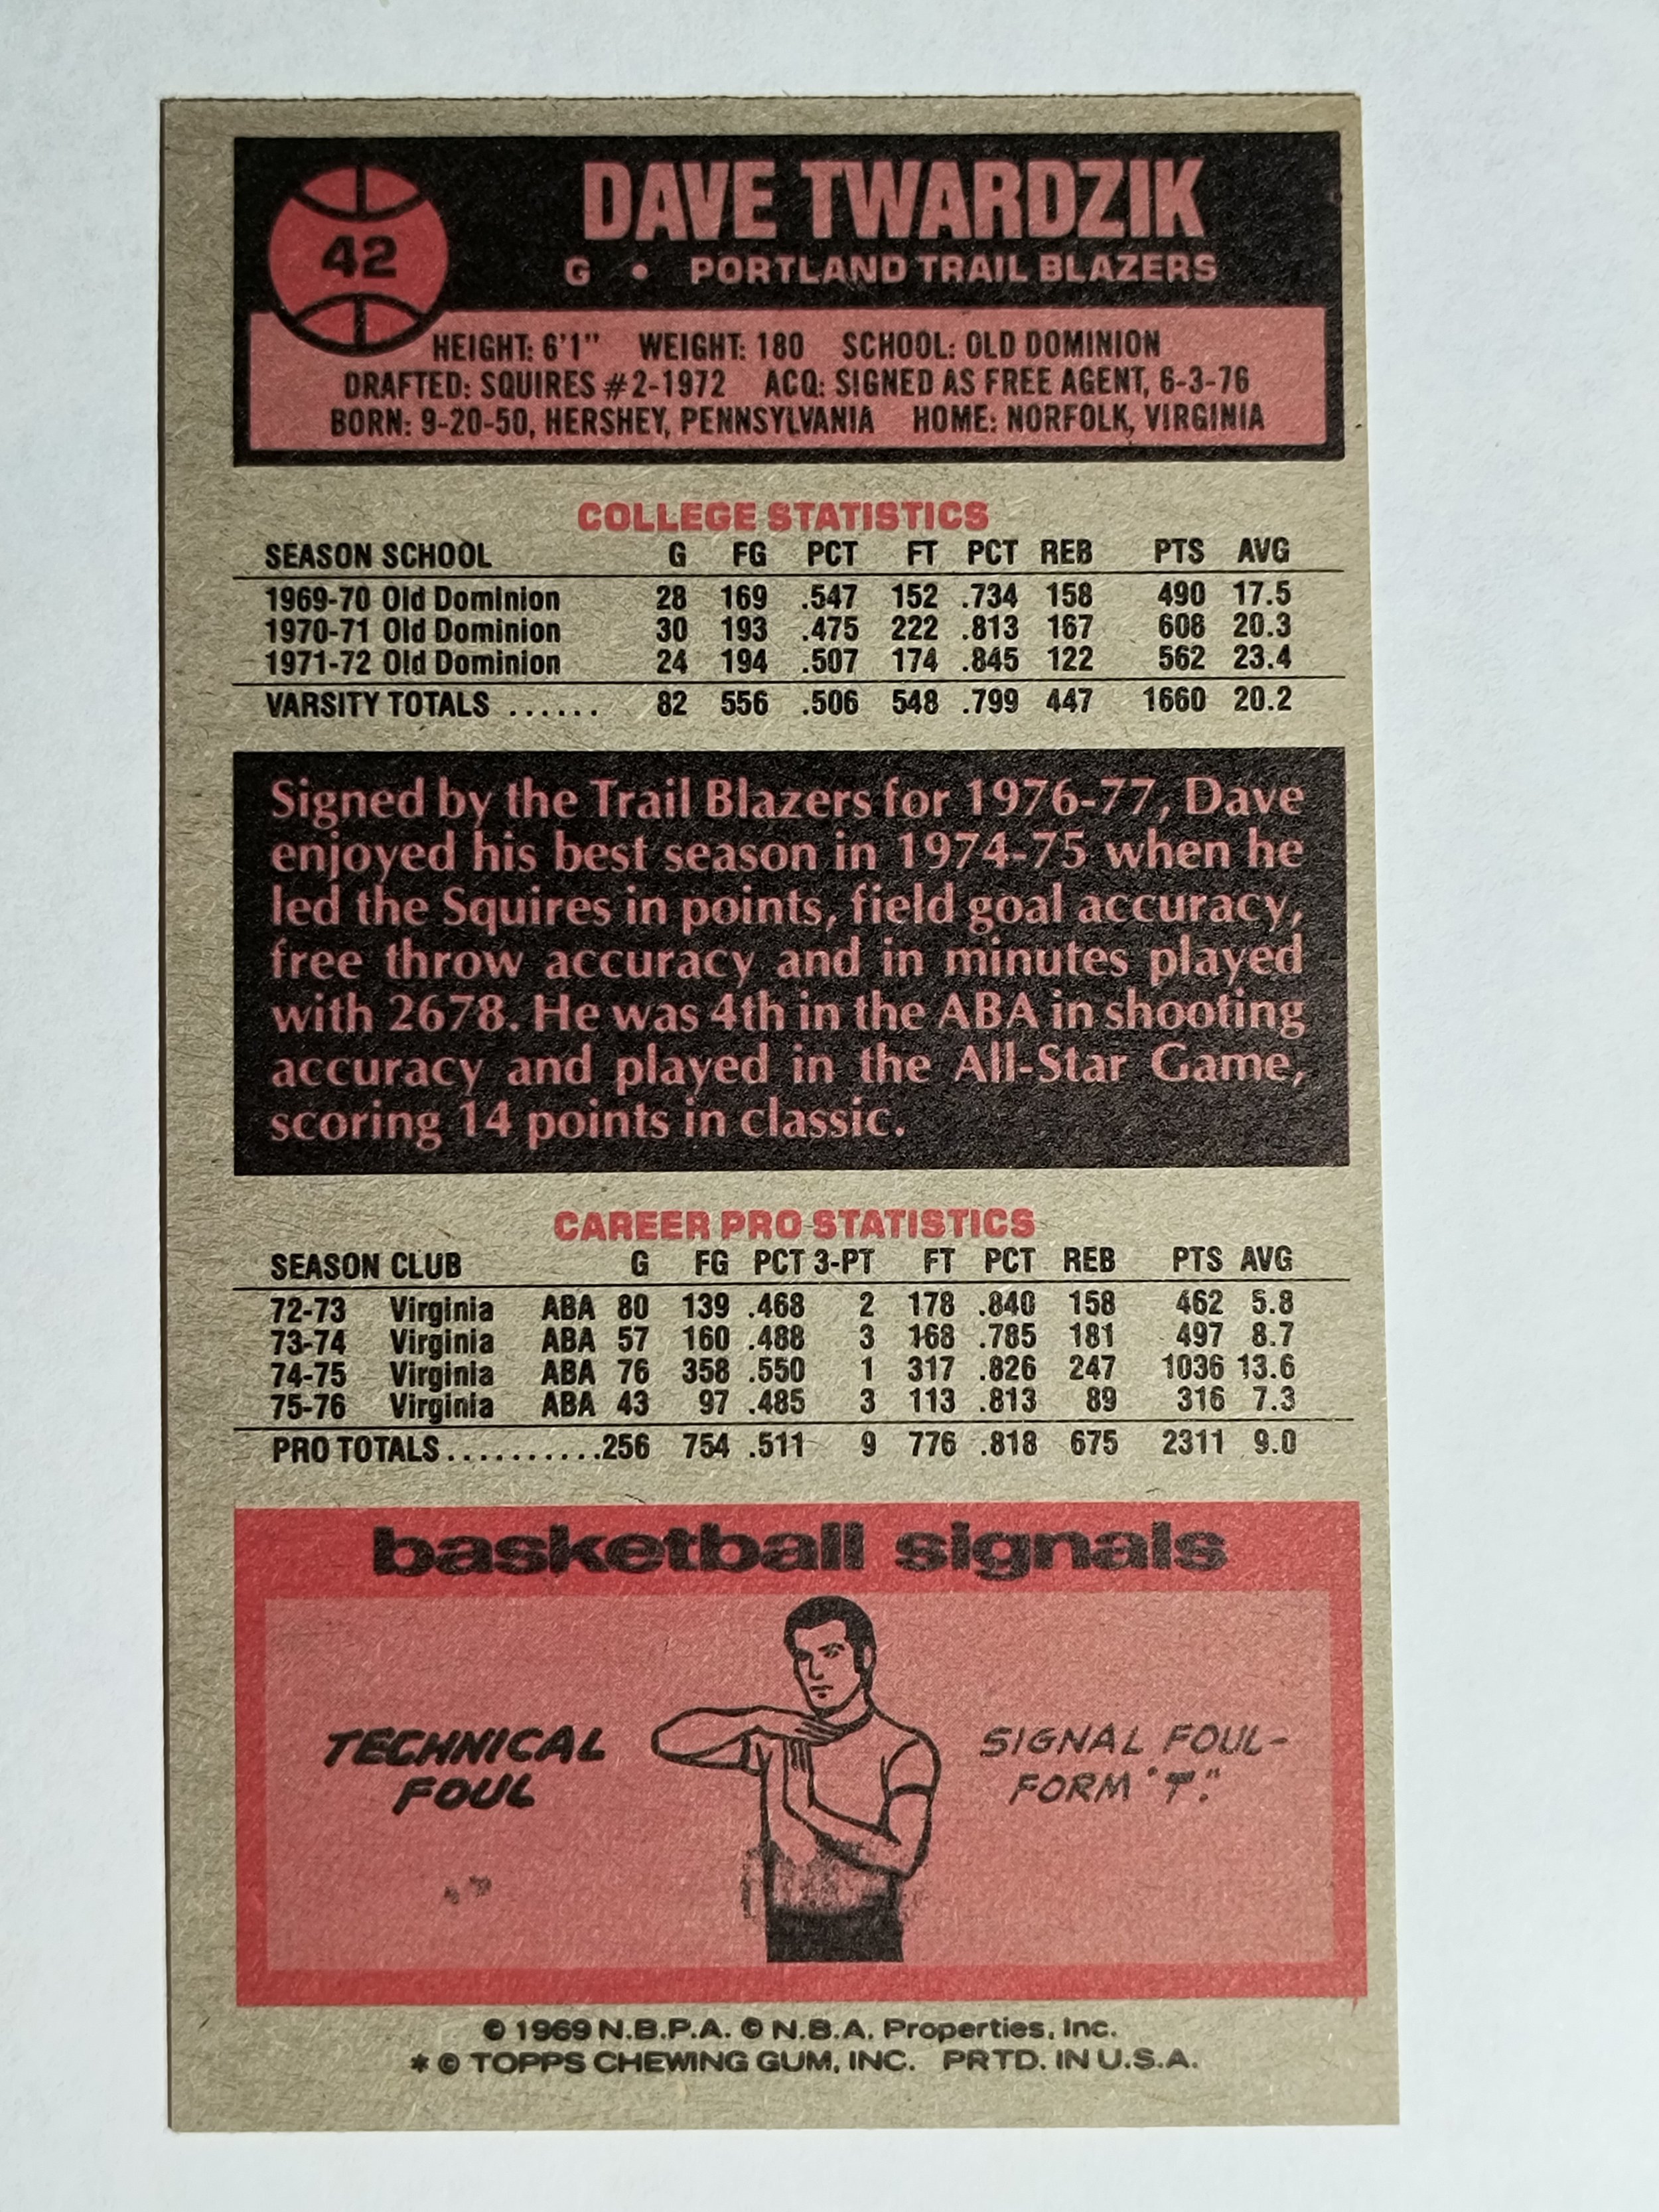 42
DAVE TWARDZIK
G • PORTLAND TRAIL BLAZERS
HEIGHT: 6'1" WEIGHT: 180 SCHOOL: OLD DOMINION
DRAFTED: SQUIRES #2-1972 ACQ: SIGNED AS FREE AGENT, 6-3-76
BORN: 9-20-50, HERSHEY, PENNSYLVANIA HOME: NORFOLK, VIRGINIA
COLLEGE STATISTICS
SEASON SCHOOL G FG PCT FT PCT REB PTS AVG
1969-70 Old Dominion 28 169 .547 152 .734 158 490 17.5
1970-71 Old Dominion 30 193 .475 222 .813 167 608 20.3
1971-72 Old Dominion 24 194 .507 174 .845 122 562 23.4
VARSITY TOTALS ...... 82 556 .506 548 .799 447 1660 20.2
Signed by the Trail Blazers for 1976-77, Dave
enjoyed his best season in 1974-75 when he
led the Squires in points, field goal accuracy,
free throw accuracy and in minutes played
with 2678. He was 4th in the ABA in shooting
accuracy and played in the All-Star Game,
scoring 14 points in classic.
CAREER PRO STATISTICS
SEASON CLUB G FG PCT 3-PT FT PCT REB PTS AVG
72-73 Virginia ABA 80 139 .468 2 178 .840 158 462 5.8
73-74 Virginia ABA 57 160 .488 3 168 .785 181 497 8.7
74-75 Virginia ABA 76 358 .550 1 317 .826 247 1036 13.6
75-76 Virginia ABA 43 97 .485 3 113 .813 89 316 7.3
PRO TOTALS..........256 754 .511 9 776 .818 675 2311 9.0
basketball signals
TECHNICAL
FOUL
SIGNAL FOUL-
FORM "T."
© 1969 N.B.P.A. © N.B.A. Properties, Inc.
* © TOPPS CHEWING GUM, INC. PRTD. IN U.S.A.